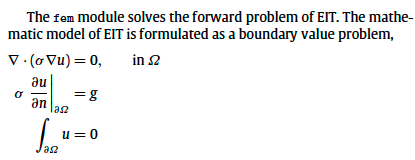 The fem module solves the forward problem of EIT. The mathe-
matic model of EIT is formulated as a boundary value problem,
∇ · (σ∇u) = 0, in Ω
σ ∂u/∂n |∂Ω = g
∫∂Ω u = 0